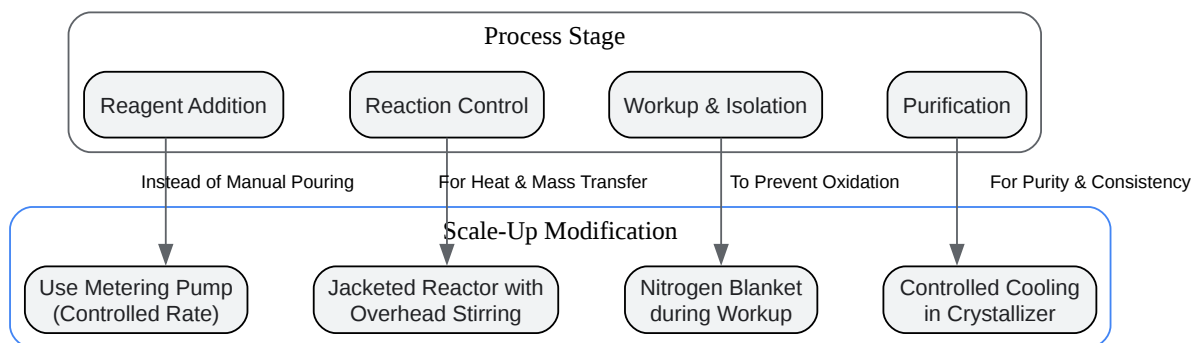 Process Stage
Reagent Addition
Reaction Control
Workup & Isolation
Purification
Instead of Manual Pouring
For Heat & Mass Transfer
To Prevent Oxidation
For Purity & Consistency
Scale-Up Modification
Use Metering Pump
(Controlled Rate)
Jacketed Reactor with
Overhead Stirring
Nitrogen Blanket
during Workup
Controlled Cooling
in Crystallizer